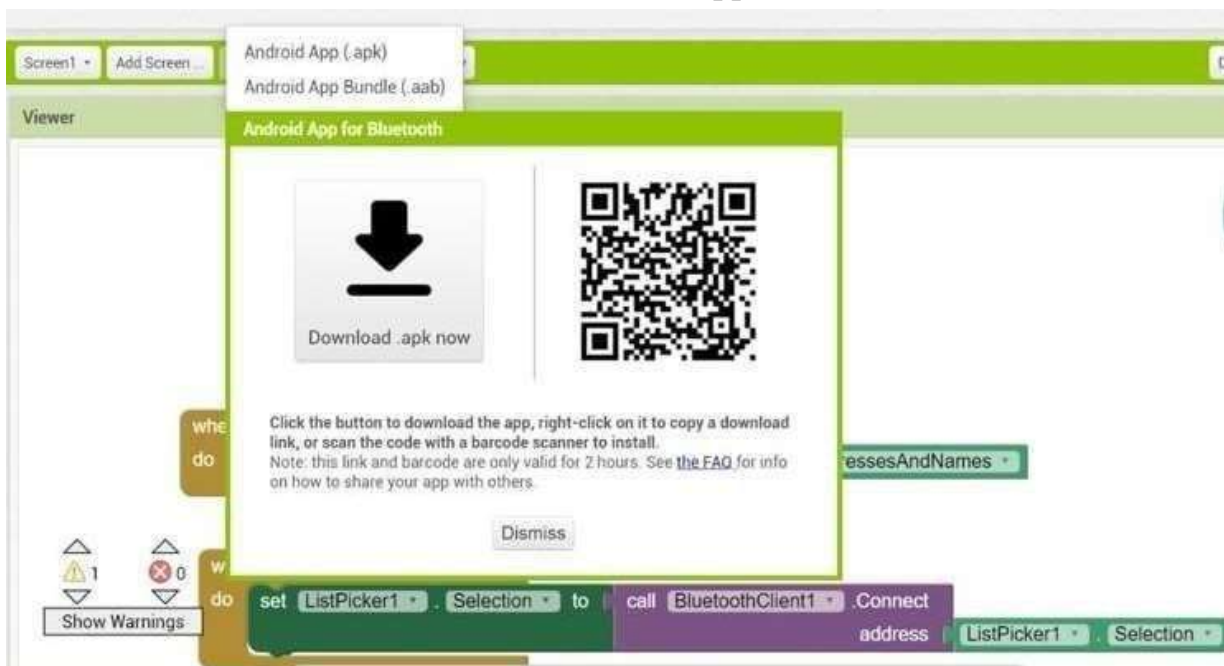 Android App (.apk)
Screen1
Add Screen ...
Android App Bundle (.aab)
Viewer
Android App for Bluetooth
Download .apk now
Click the button to download the app, right-click on it to copy a download
link, or scan the code with a barcode scanner to install.
Note: this link and barcode are only valid for 2 hours. See the FAQ for info
on how to share your app with others.
Dismiss
whe
do
essesAndNames
w
do set ListPicker1 . Selection to call BluetoothClient1 .Connect
address ListPicker1 . Selection
1 0
Show Warnings